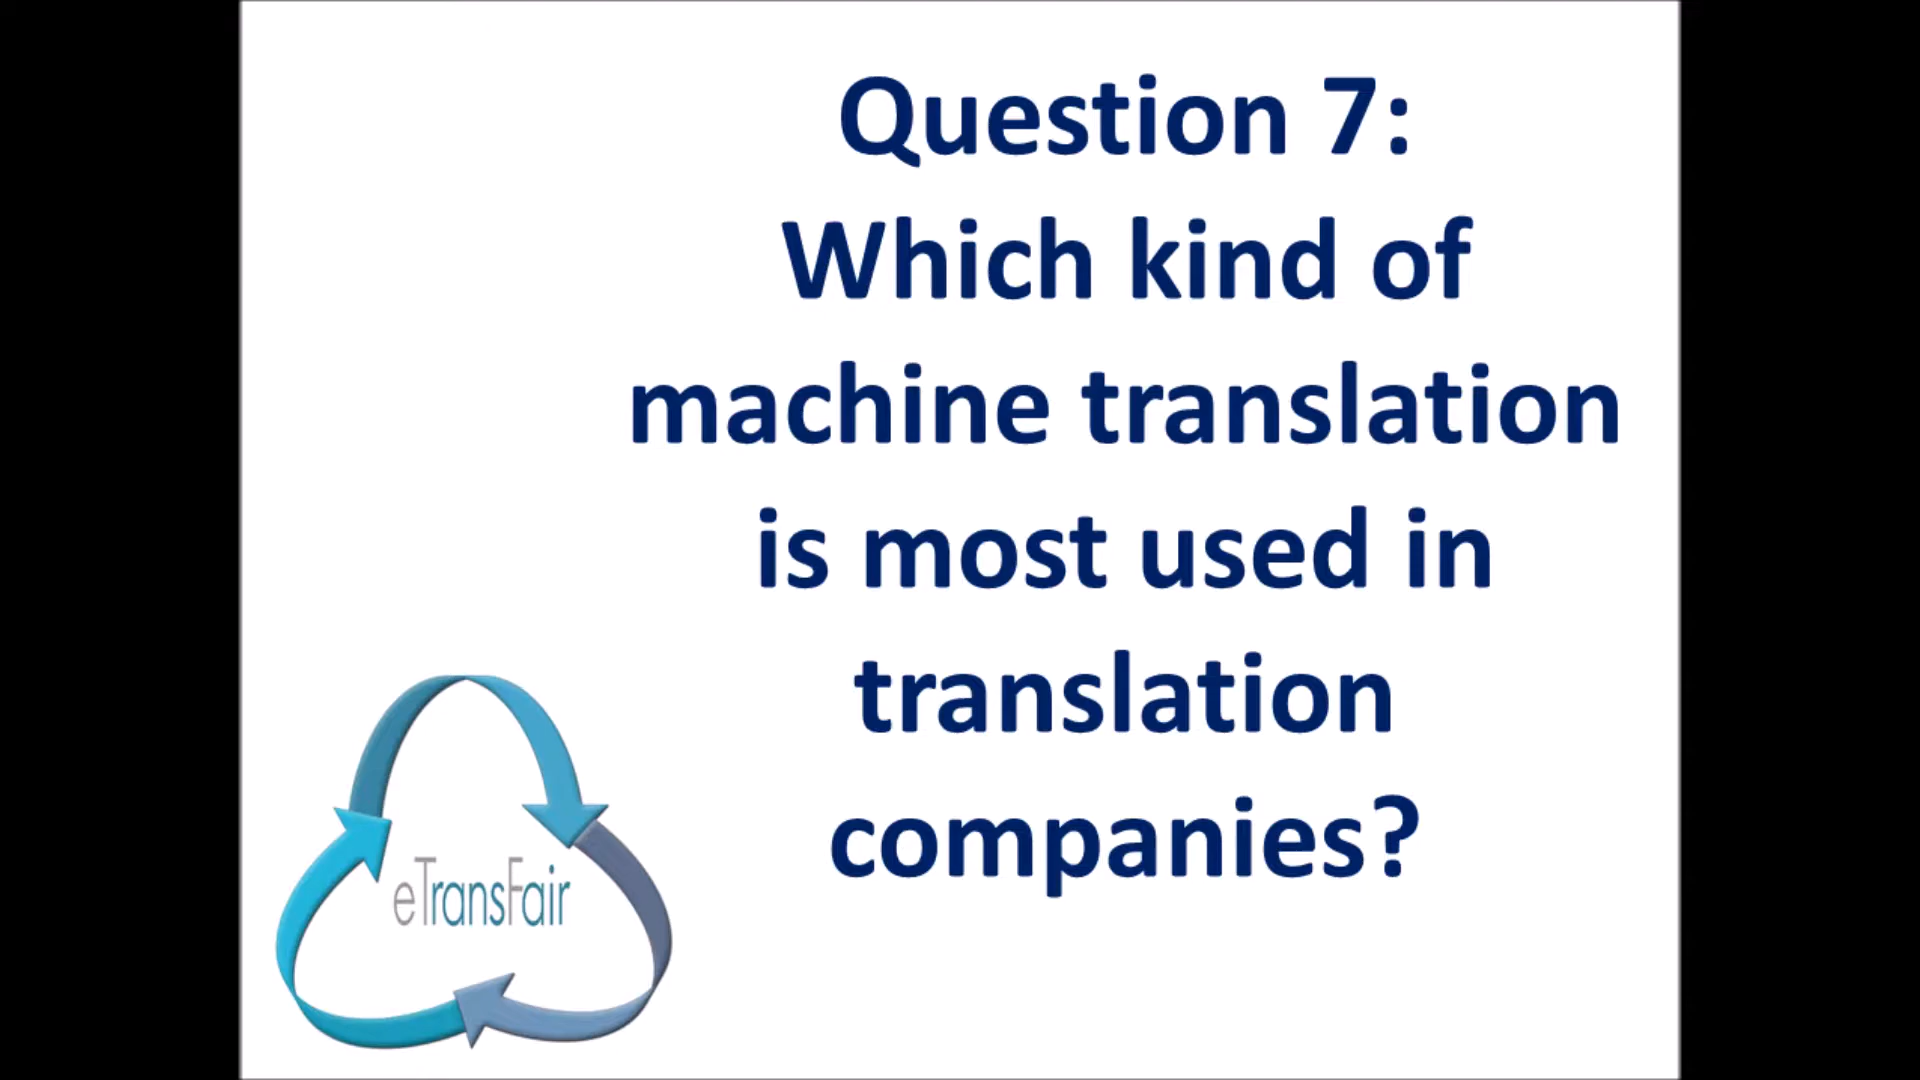 Question 7:
Which kind of
machine translation
is most used in
translation
companies?
eTransFair